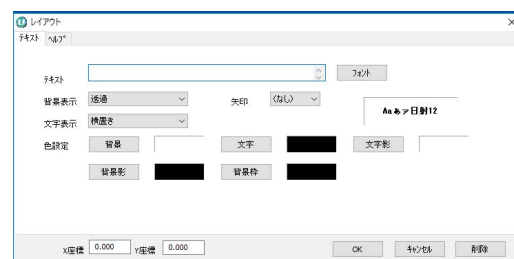 レイアウト
テキスト ヘルプ
テキスト フォント
背景表示 透過 矢印 (なし)
Aaあァ日射12
文字表示 横置き
色設定 背景 文字 文字影
背景影 背景枠
X座標 0.000 Y座標 0.000 OK キャンセル 削除